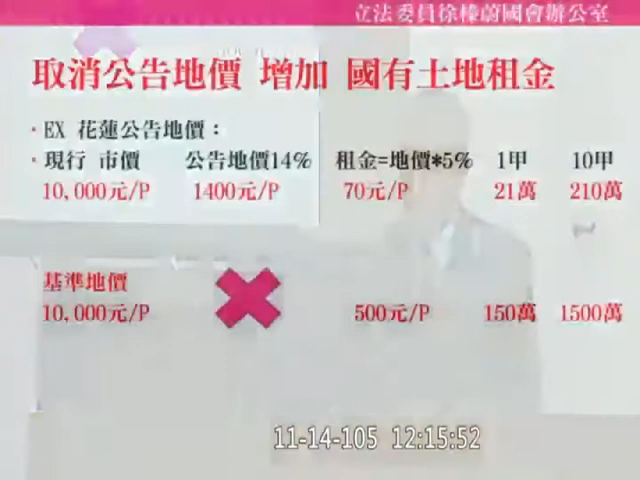 立法委員徐榛蔚國會辦公室
取消公告地價 增加 國有土地租金
· EX 花蓮公告地價：
· 現行 市價 公告地價14% 租金=地價*5% 1甲 10甲
10,000元/P 1400元/P 70元/P 21萬 210萬
基準地價
10,000元/P 500元/P 150萬 1500萬
11-14-105 12:15:52